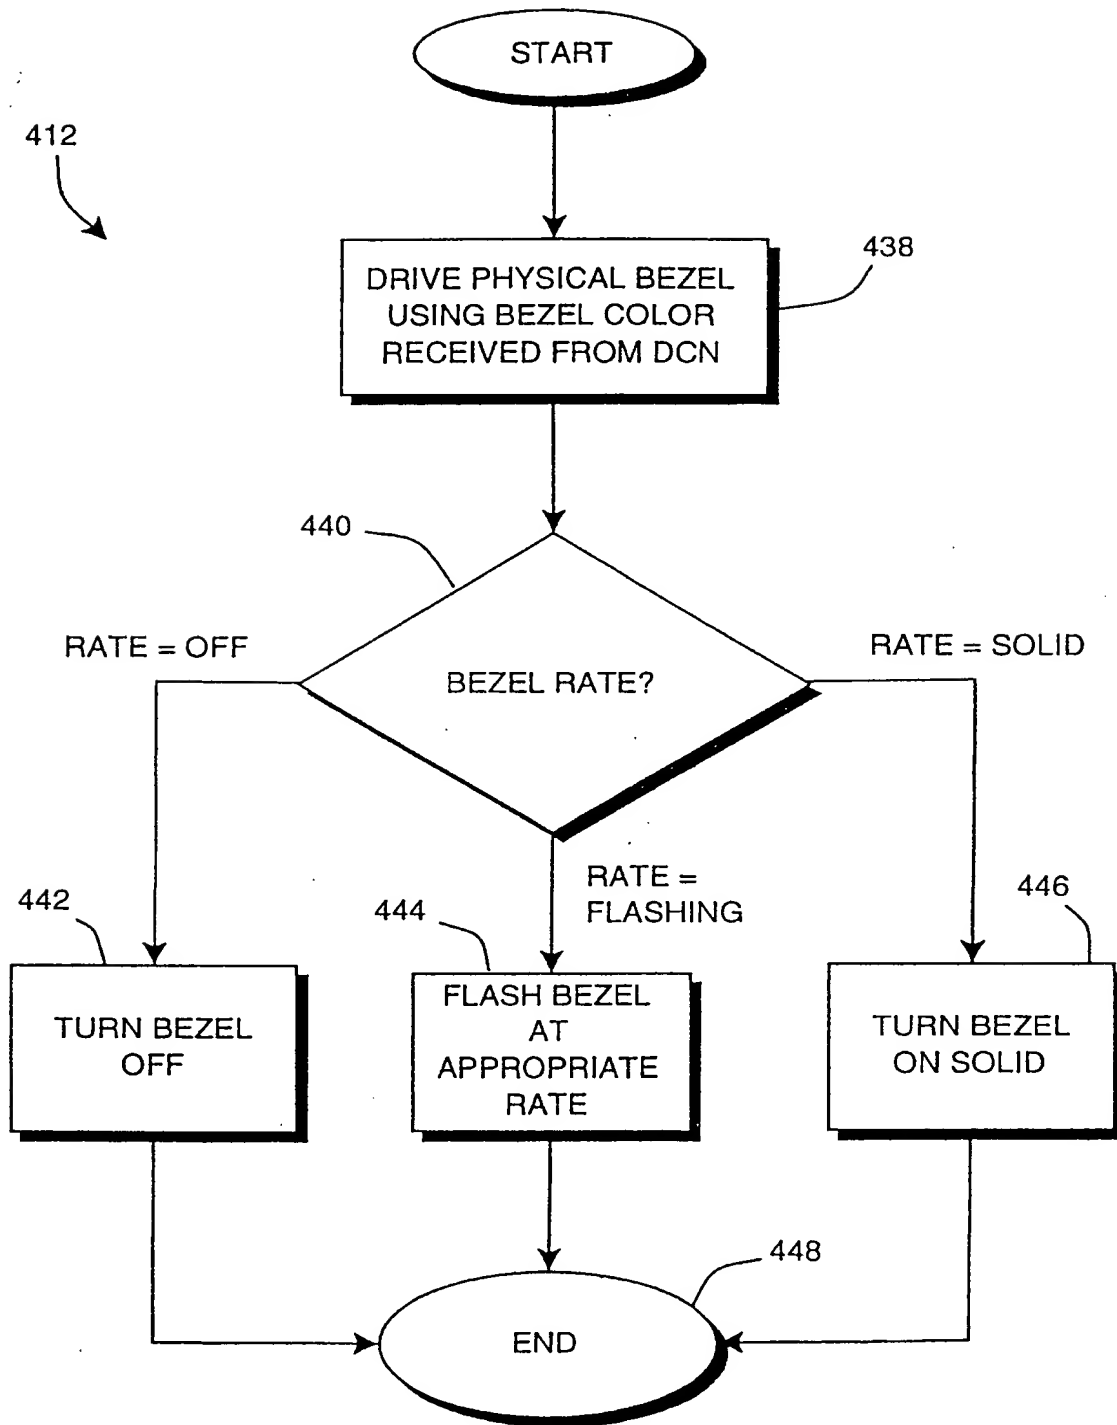 START
412
438
DRIVE PHYSICAL BEZEL
USING BEZEL COLOR
RECEIVED FROM DCN
440
RATE = OFF
RATE = SOLID
BEZEL RATE?
RATE =
FLASHING
442
444
446
TURN BEZEL
OFF
FLASH BEZEL
AT
APPROPRIATE
RATE
TURN BEZEL
ON SOLID
448
END